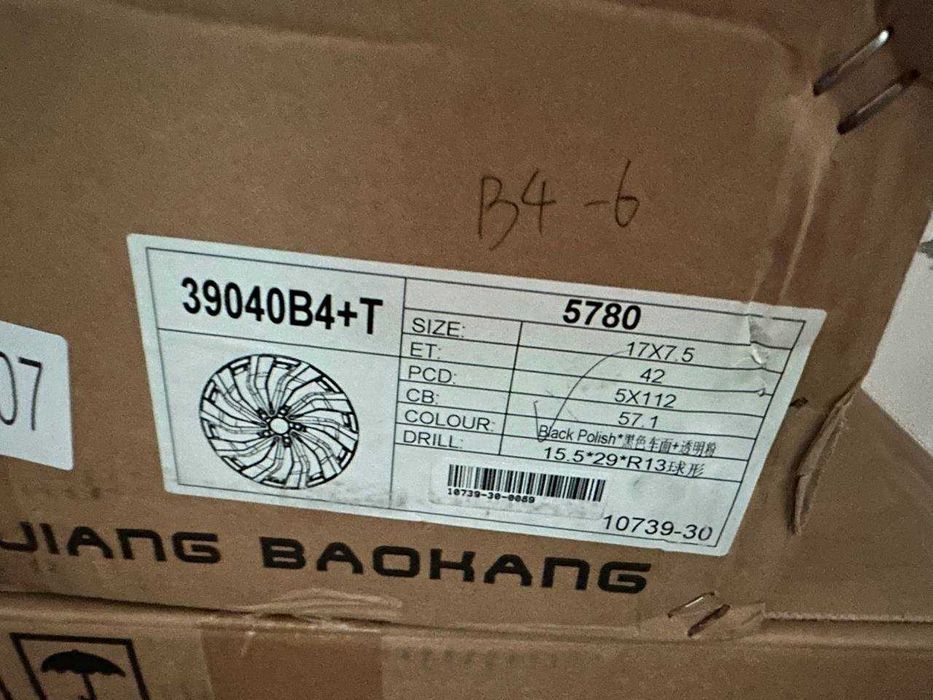 B4-6
39040B4+T
5780
SIZE: 17X7.5
ET: 42
PCD: 5X112
CB: 57.1
COLOUR: Black Polish*黑色车面+透明粉
DRILL: 15.5*29*R13球形
10739-30-0089
10739-30
07
JIANG BAOKANG